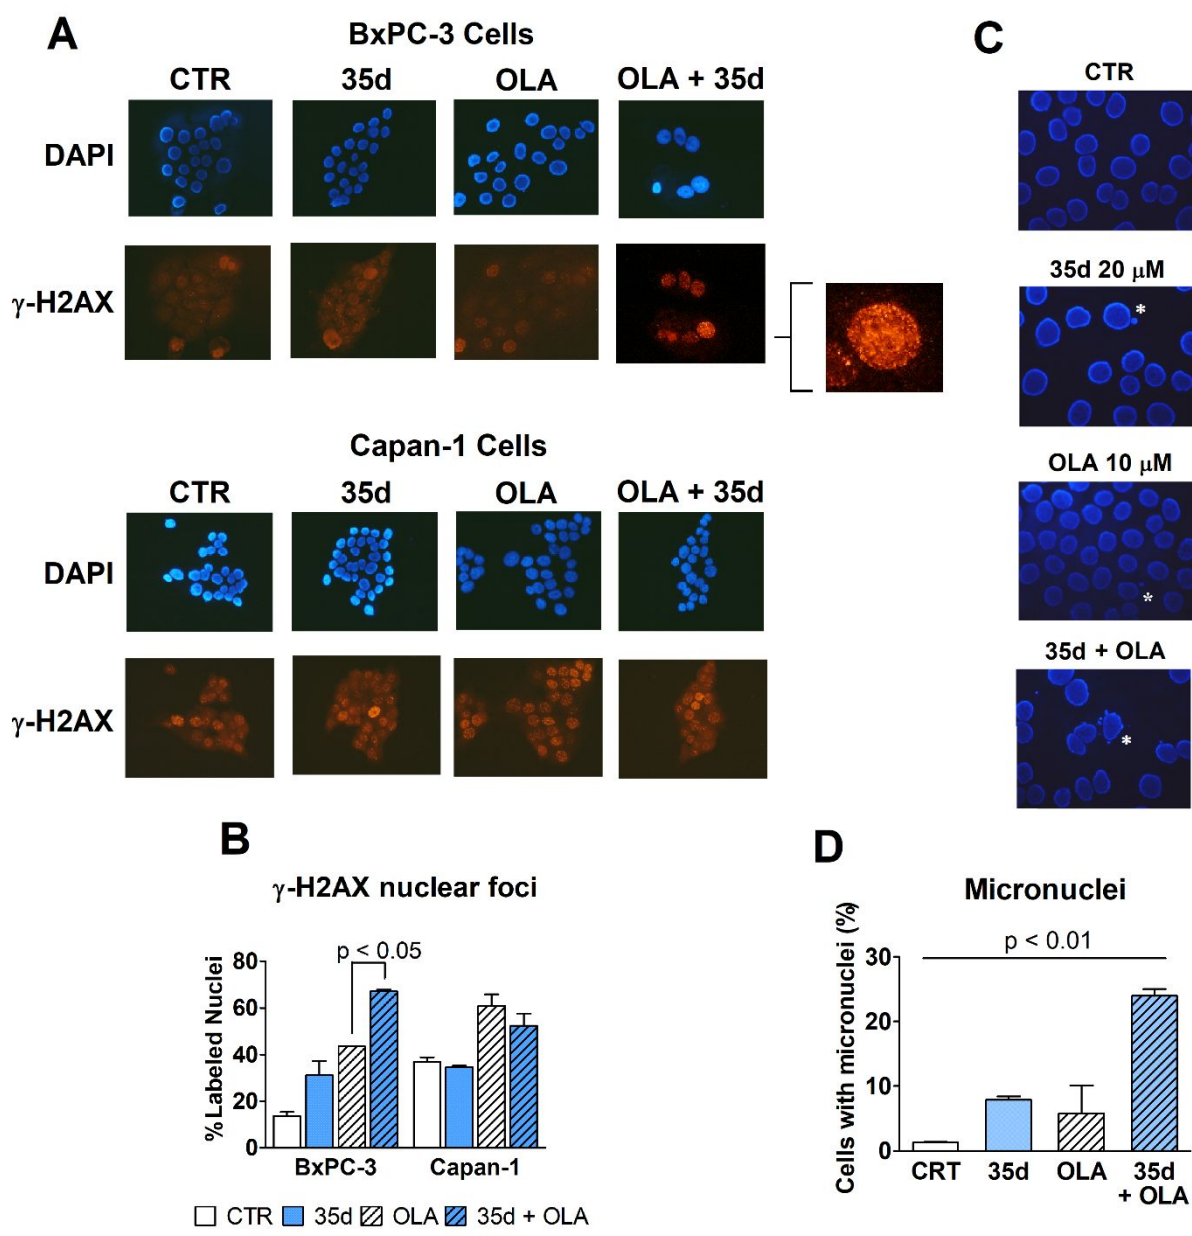 A
BxPC-3 Cells
CTR 35d OLA OLA + 35d
DAPI
γ-H2AX
Capan-1 Cells
CTR 35d OLA OLA + 35d
DAPI
γ-H2AX
C
CTR
35d 20 μM
*
OLA 10 μM
*
35d + OLA
*
B
γ-H2AX nuclear foci
p < 0.05
% Labeled Nuclei
80
60
40
20
0
BxPC-3 Capan-1
CTR 35d OLA 35d + OLA
D
Micronuclei
p < 0.01
Cells with micronuclei (%)
30
20
10
0
CRT 35d OLA 35d
+ OLA